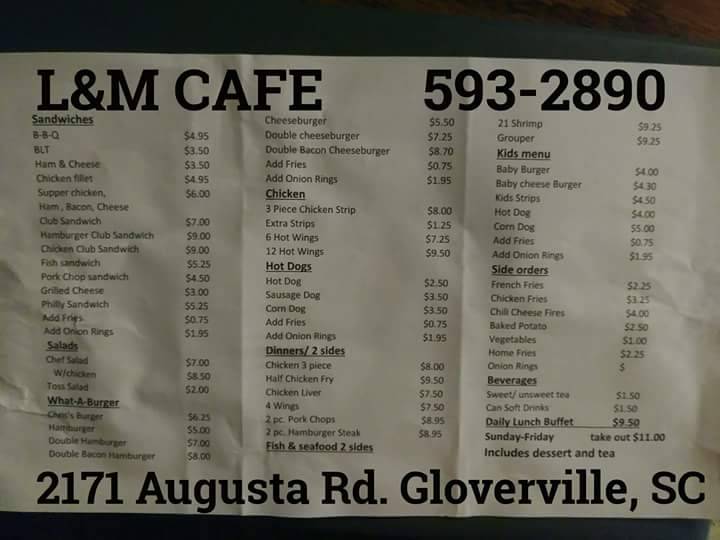 L&M CAFE 593-2890
Sandwiches
B-B-Q $4.95
BLT $3.50
Ham & Cheese $3.50
Chicken fillet $4.95
Supper chicken, $6.00
Ham, Bacon, Cheese
Club Sandwich $7.00
Hamburger Club Sandwich $9.00
Chicken Club Sandwich $9.00
Fish sandwich $5.25
Pork Chop sandwich $4.50
Grilled Cheese $3.00
Philly Sandwich $5.25
Add Fries $0.75
Add Onion Rings $1.95
Salads
Chef Salad $7.00
W/chicken $8.50
Toss Salad $2.00
What-A-Burger
Chris's Burger $6.25
Hamburger $5.00
Double Hamburger $7.00
Double Bacon Hamburger $8.00
Cheeseburger $5.50
Double cheeseburger $7.25
Double Bacon Cheeseburger $8.70
Add Fries $0.75
Add Onion Rings $1.95
Chicken
3 Piece Chicken Strip $8.00
Extra Strips $1.25
6 Hot Wings $7.25
12 Hot Wings $9.50
Hot Dogs
Hot Dog $2.50
Sausage Dog $3.50
Corn Dog $3.50
Add Fries $0.75
Add Onion Rings $1.95
Dinners/ 2 sides
Chicken 3 piece $8.00
Half Chicken Fry $9.50
Chicken Liver $7.50
4 Wings $7.50
2 pc. Pork Chops $8.95
2 pc. Hamburger Steak $8.95
Fish & seafood 2 sides
21 Shrimp $9.25
Grouper $9.25
Kids menu
Baby Burger $4.00
Baby cheese Burger $4.30
Kids Strips $4.50
Hot Dog $4.00
Corn Dog $5.00
Add Fries $0.75
Add Onion Rings $1.95
Side orders
French Fries $2.25
Chicken Fries $3.25
Chili Cheese Fires $4.00
Baked Potato $2.50
Vegetables $1.00
Home Fries $2.25
Onion Rings $
Beverages
Sweet/ unsweet tea $1.50
Can Soft Drinks $1.50
Daily Lunch Buffet $9.50
Sunday-Friday take out $11.00
Includes dessert and tea
2171 Augusta Rd. Gloverville, SC